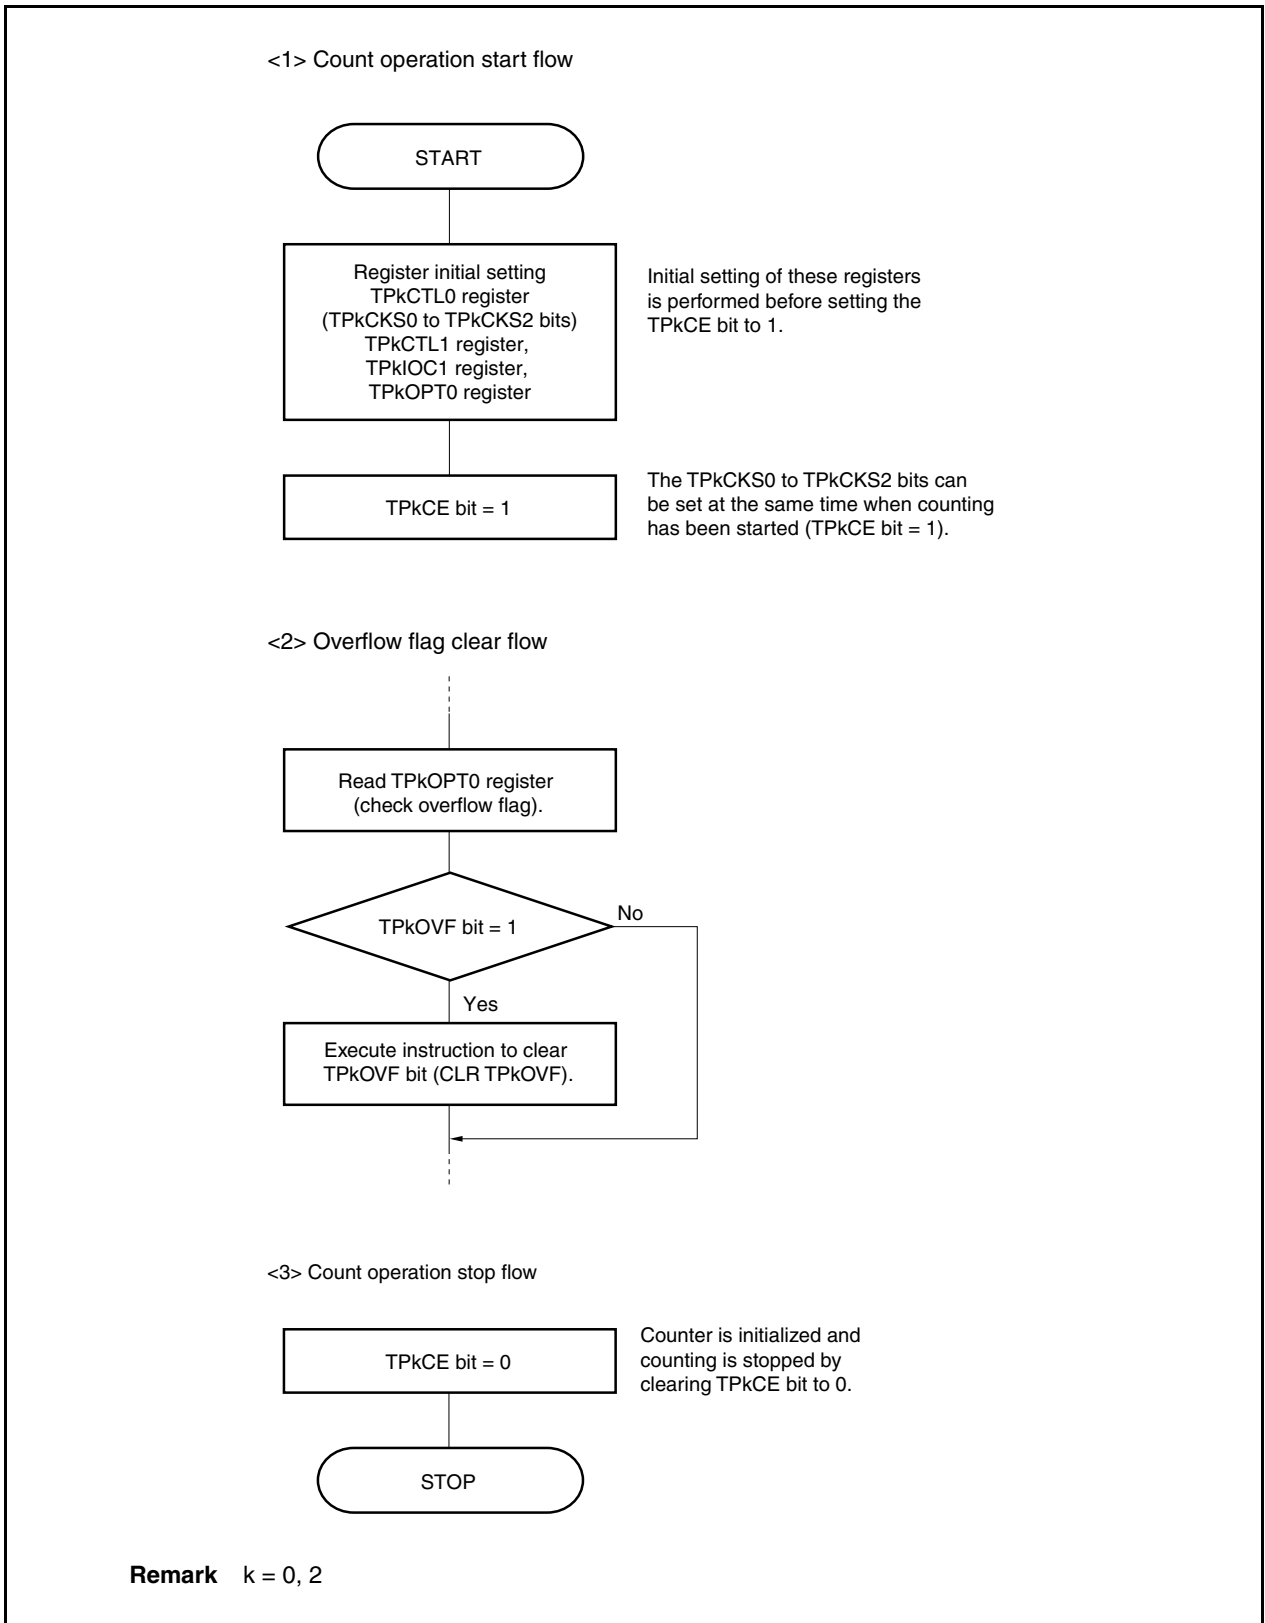 <1> Count operation start flow
START
Register initial setting
TPkCTL0 register
(TPkCKS0 to TPkCKS2 bits)
TPkCTL1 register,
TPkIOC1 register,
TPkOPT0 register
Initial setting of these registers
is performed before setting the
TPkCE bit to 1.
TPkCE bit = 1
The TPkCKS0 to TPkCKS2 bits can
be set at the same time when counting
has been started (TPkCE bit = 1).
<2> Overflow flag clear flow
Read TPkOPT0 register
(check overflow flag).
TPkOVF bit = 1
No
Yes
Execute instruction to clear
TPkOVF bit (CLR TPkOVF).
<3> Count operation stop flow
TPkCE bit = 0
Counter is initialized and
counting is stopped by
clearing TPkCE bit to 0.
STOP
Remark k = 0, 2